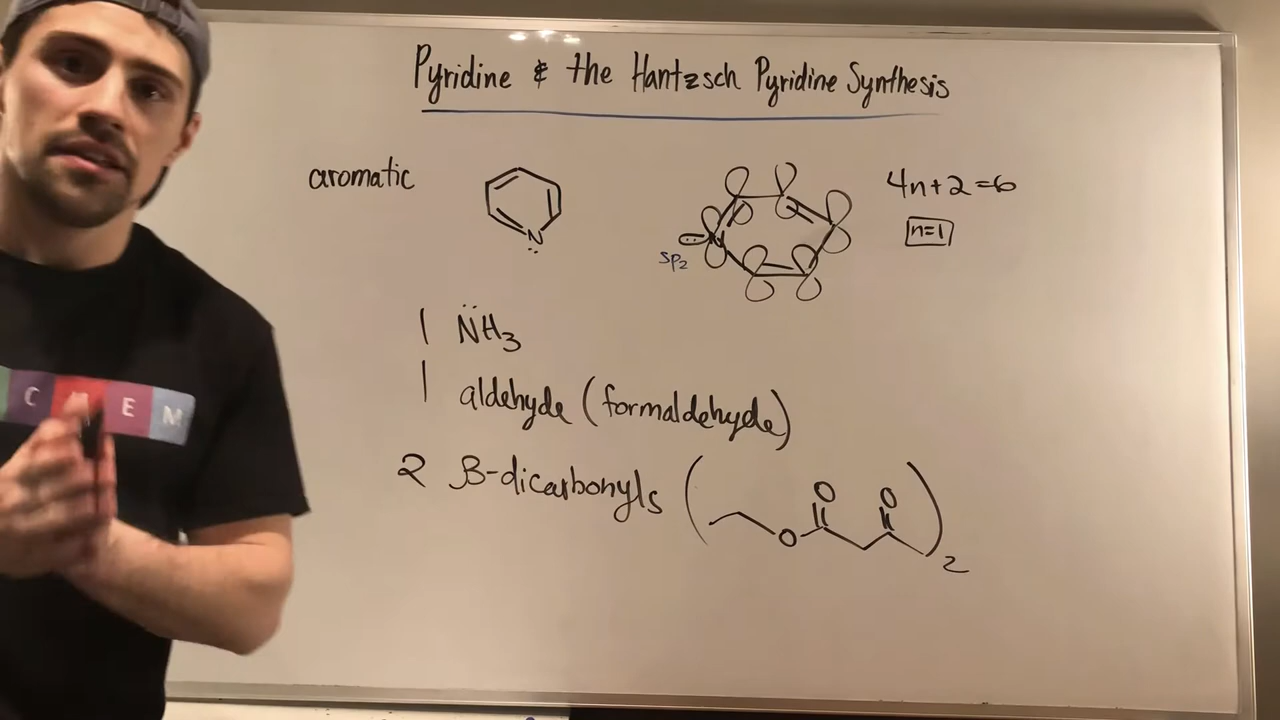 Pyridine & the Hantzsch Pyridine Synthesis
aromatic
N
4n+2=6
n=1
N
sp2
1 NH3
1 aldehyde (formaldehyde)
2 β-dicarbonyls ( O O O )2
C H E M